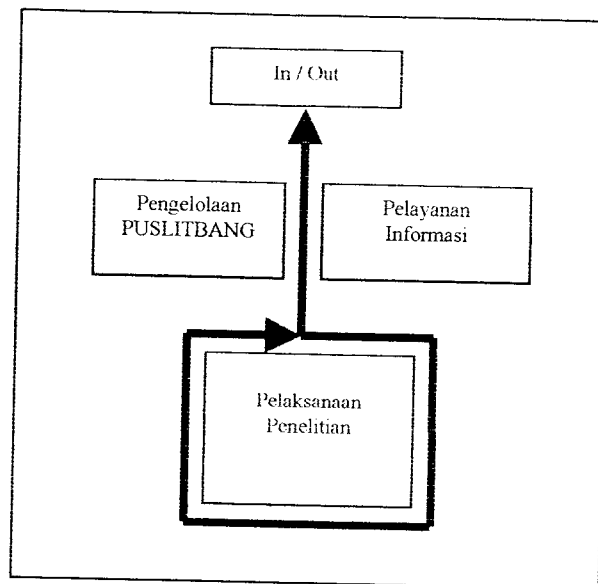 In / Out
Pengelolaan
PUSLITBANG
Pelayanan
Informasi
Pelaksanaan
Penelitian